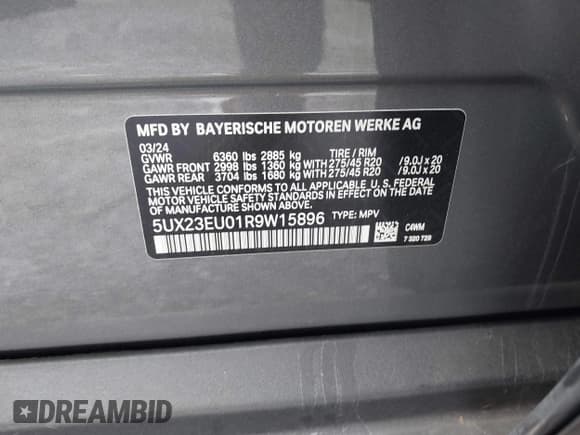 MFD BY BAYERISCHE MOTOREN WERKE AG
03/24
GVWR 6360 lbs 2885 kg TIRE / RIM
GAWR FRONT 2998 lbs 1360 kg WITH 275/45 R20 / 9.0J x 20
GAWR REAR 3704 lbs 1680 kg WITH 275/45 R20 / 9.0J x 20
THIS VEHICLE CONFORMS TO ALL APPLICABLE U. S. FEDERAL
MOTOR VEHICLE SAFETY STANDARDS IN EFFECT ON THE
DATE OF MANUFACTURE SHOWN ABOVE.
5UX23EU01R9W15896 TYPE: MPV
C4WM
7 320 729
DREAMBID